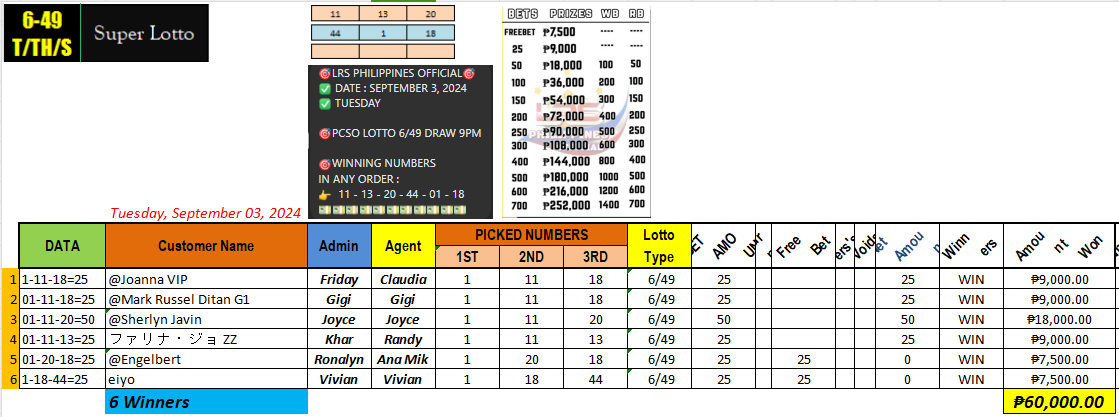 6-49
T/TH/S
Super Lotto
11 13 20
44 1 18
🎯LRS PHILIPPINES OFFICIAL🎯
✅ DATE : SEPTEMBER 3, 2024
✅ TUESDAY
🎯PCSO LOTTO 6/49 DRAW 9PM
🎯WINNING NUMBERS
IN ANY ORDER :
👉 11 - 13 - 20 - 44 - 01 - 18
BETS PRIZES WB RB
FREEBET ₱7,500 ---- ----
25 ₱9,000 ---- ----
50 ₱18,000 100 50
100 ₱36,000 200 100
150 ₱54,000 300 150
200 ₱72,000 400 200
250 ₱90,000 500 250
300 ₱108,000 600 300
400 ₱144,000 800 400
500 ₱180,000 1000 500
600 ₱216,000 1200 600
700 ₱252,000 1400 700
Tuesday, September 03, 2024
DATA Customer Name Admin Agent PICKED NUMBERS Lotto Type AMO Free Bet Amou Winn ers Amou nt Won
1ST 2ND 3RD
1 1-11-18=25 @Joanna VIP Friday Claudia 1 11 18 6/49 25 25 WIN ₱9,000.00
2 01-11-18=25 @Mark Russel Ditan G1 Gigi Gigi 1 11 18 6/49 25 25 WIN ₱9,000.00
3 01-11-20=50 @Sherlyn Javin Joyce Joyce 1 11 20 6/49 50 50 WIN ₱18,000.00
4 01-11-13=25 ファリナ・ジョ ZZ Khar Randy 1 11 13 6/49 25 25 WIN ₱9,000.00
5 01-20-18=25 @Engelbert Ronalyn Ana Mik 1 20 18 6/49 25 25 0 WIN ₱7,500.00
6 1-18-44=25 eiyo Vivian Vivian 1 18 44 6/49 25 25 0 WIN ₱7,500.00
6 Winners ₱60,000.00